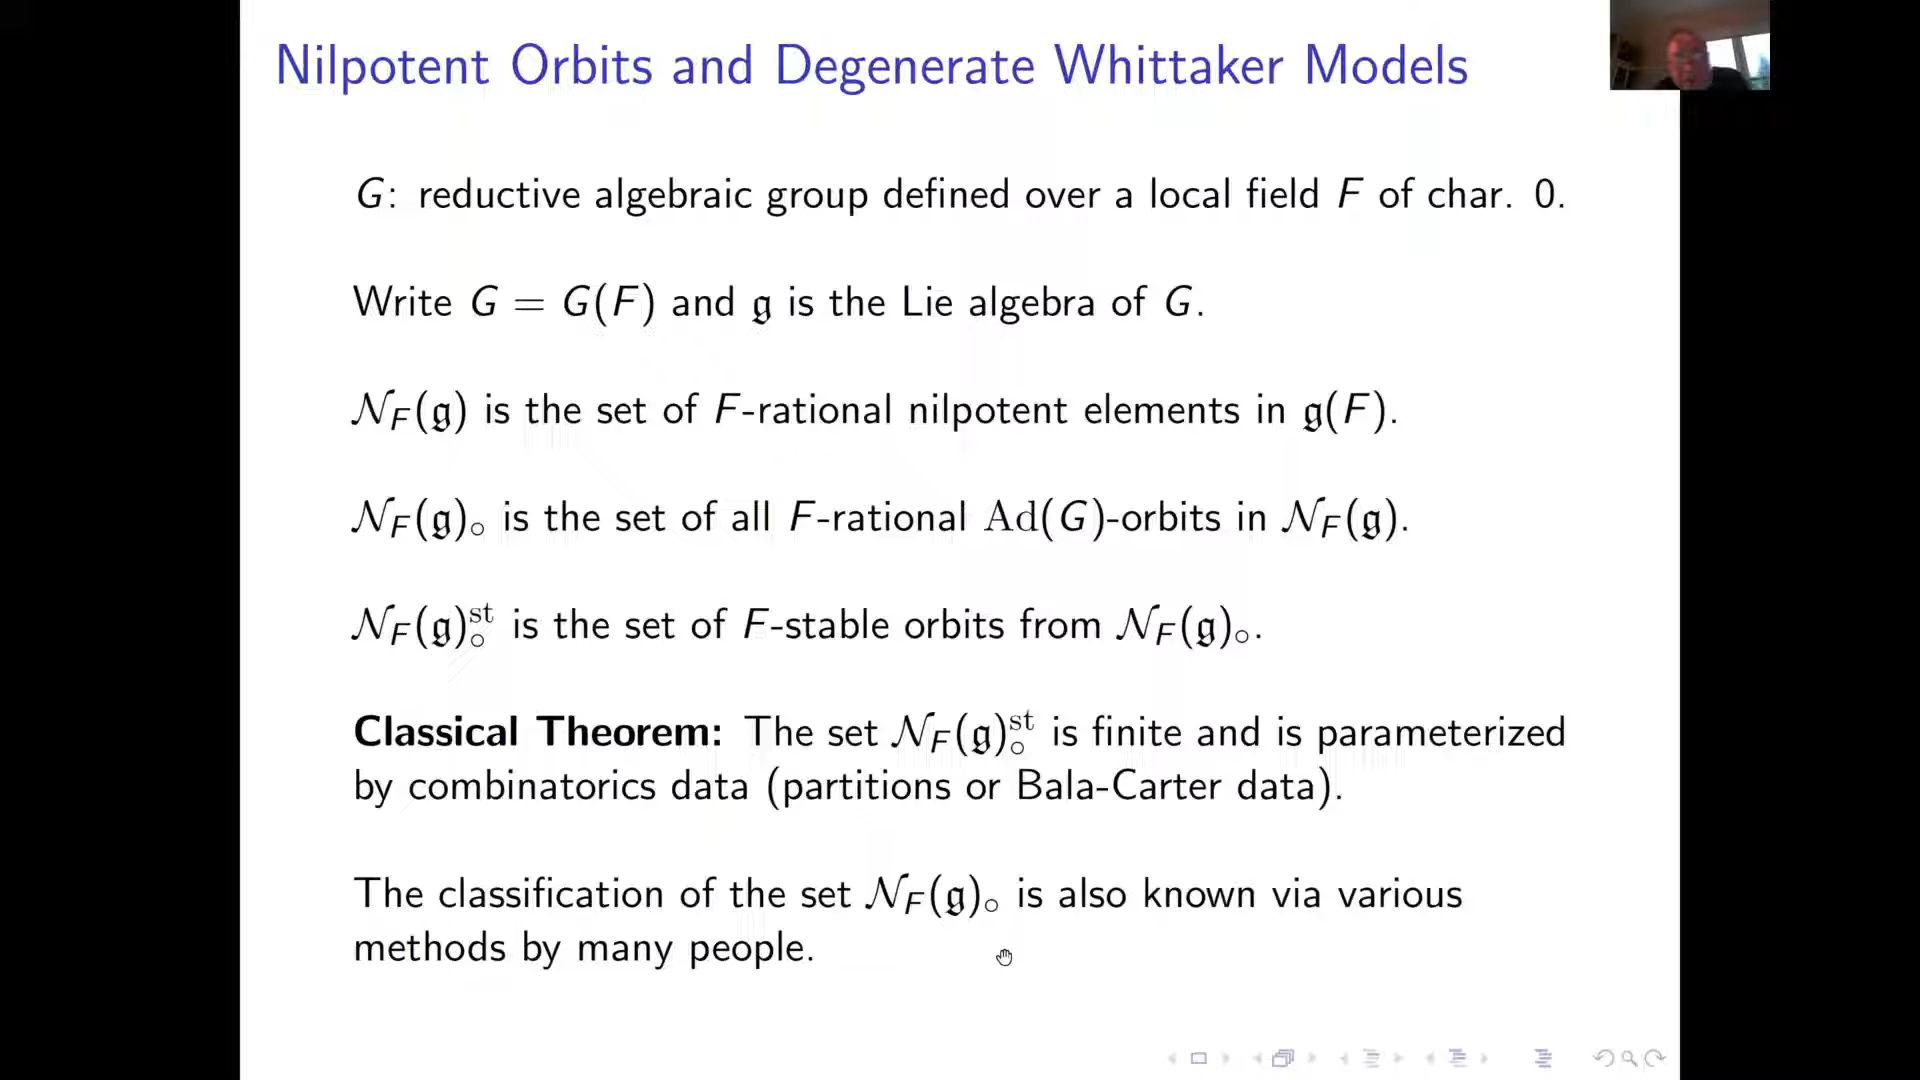 Nilpotent Orbits and Degenerate Whittaker Models
G: reductive algebraic group defined over a local field F of char. 0.
Write G = G(F) and 𝔤 is the Lie algebra of G.
𝒩_F(𝔤) is the set of F-rational nilpotent elements in 𝔤(F).
𝒩_F(𝔤)_∘ is the set of all F-rational Ad(G)-orbits in 𝒩_F(𝔤).
𝒩_F(𝔤)_∘^st is the set of F-stable orbits from 𝒩_F(𝔤)_∘.
Classical Theorem: The set 𝒩_F(𝔤)_∘^st is finite and is parameterized
by combinatorics data (partitions or Bala-Carter data).
The classification of the set 𝒩_F(𝔤)_∘ is also known via various
methods by many people.